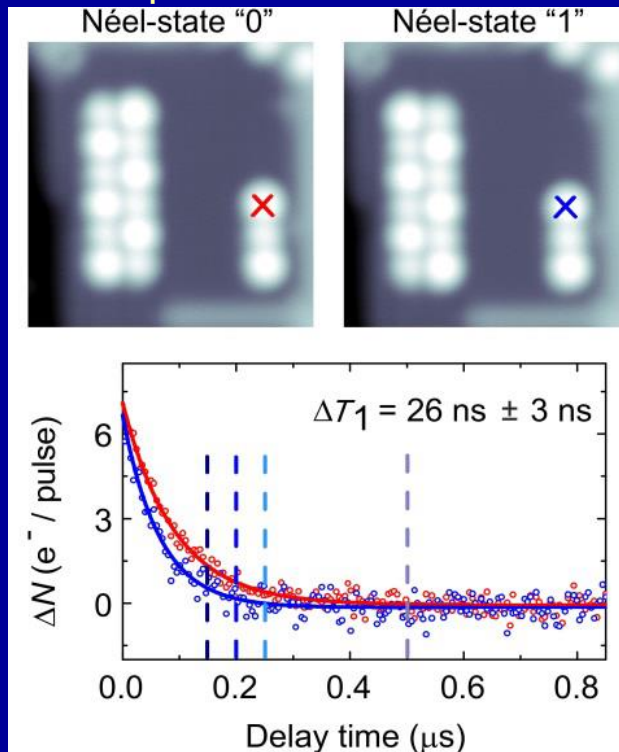 Néel-state “0” Néel-state “1”
ΔT1 = 26 ns ± 3 ns
6
3
0
ΔN (e⁻ / pulse)
0.0 0.2 0.4 0.6 0.8
Delay time (μs)